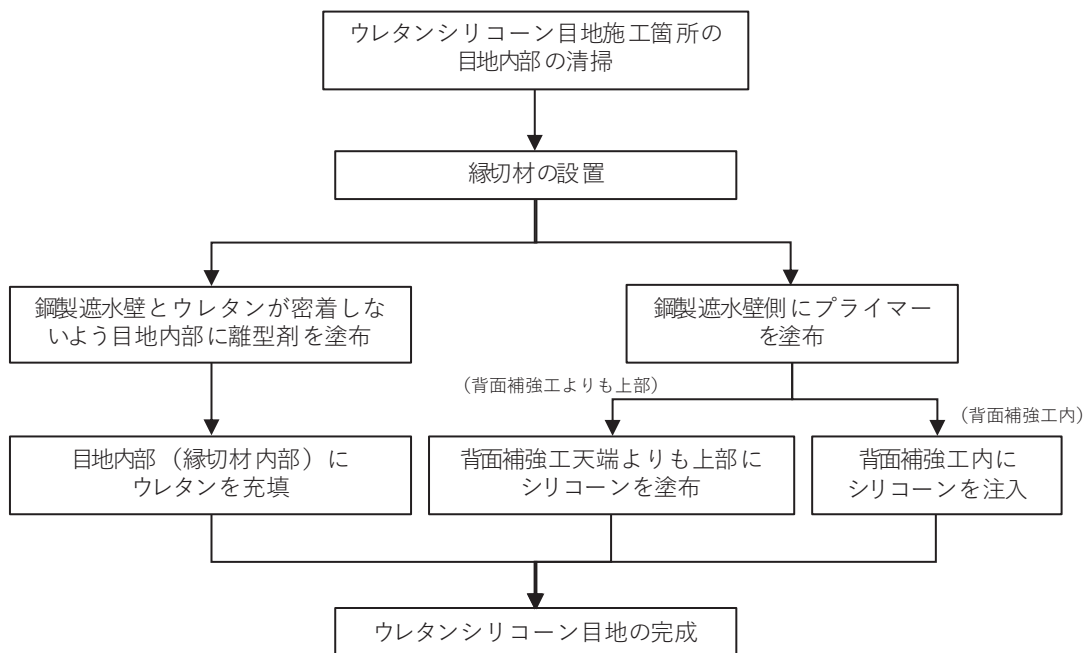 ウレタンシリコーン目地施工箇所の
目地内部の清掃
縁切材の設置
鋼製遮水壁とウレタンが密着しな
いよう目地内部に離型剤を塗布
鋼製遮水壁側にプライマー
を塗布
(背面補強工よりも上部)
(背面補強工内)
目地内部（縁切材内部）に
ウレタンを充填
背面補強工天端よりも上部に
シリコーンを塗布
背面補強工内に
シリコーンを注入
ウレタンシリコーン目地の完成